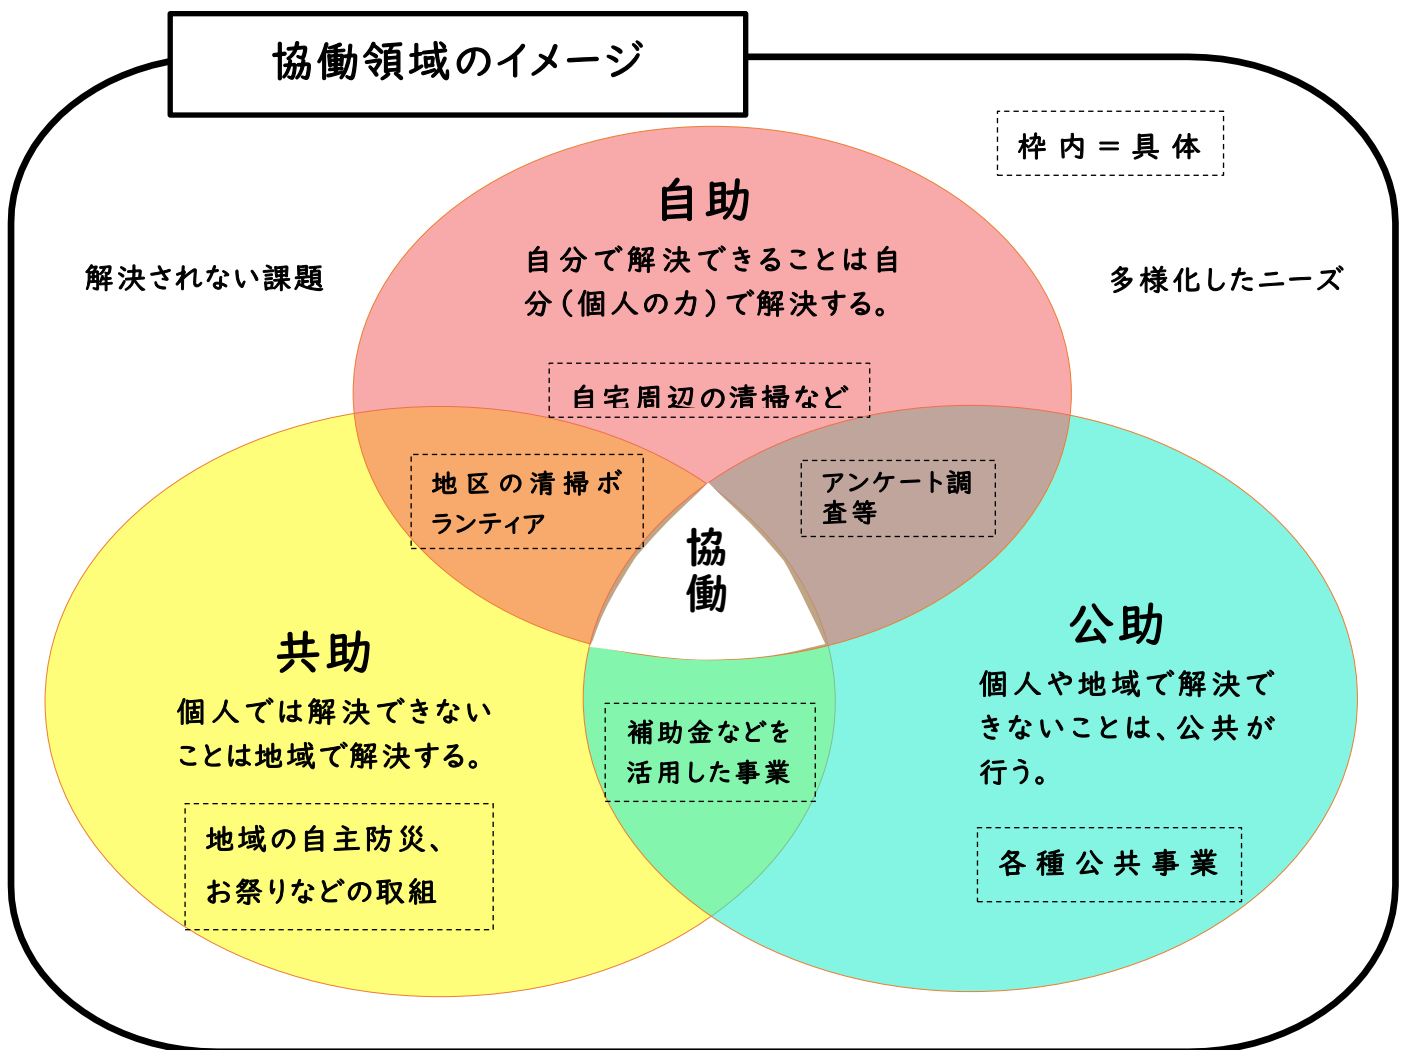 協働領域のイメージ
枠内＝具体
自助
自分で解決できることは自
分（個人の力）で解決する。
解決されない課題
多様化したニーズ
自宅周辺の清掃など
地区の清掃ボ
ランティア
アンケート調
査等
協
働
共助
個人では解決できない
ことは地域で解決する。
地域の自主防災、
お祭りなどの取組
補助金などを
活用した事業
公助
個人や地域で解決で
きないことは、公共が
行う。
各種公共事業